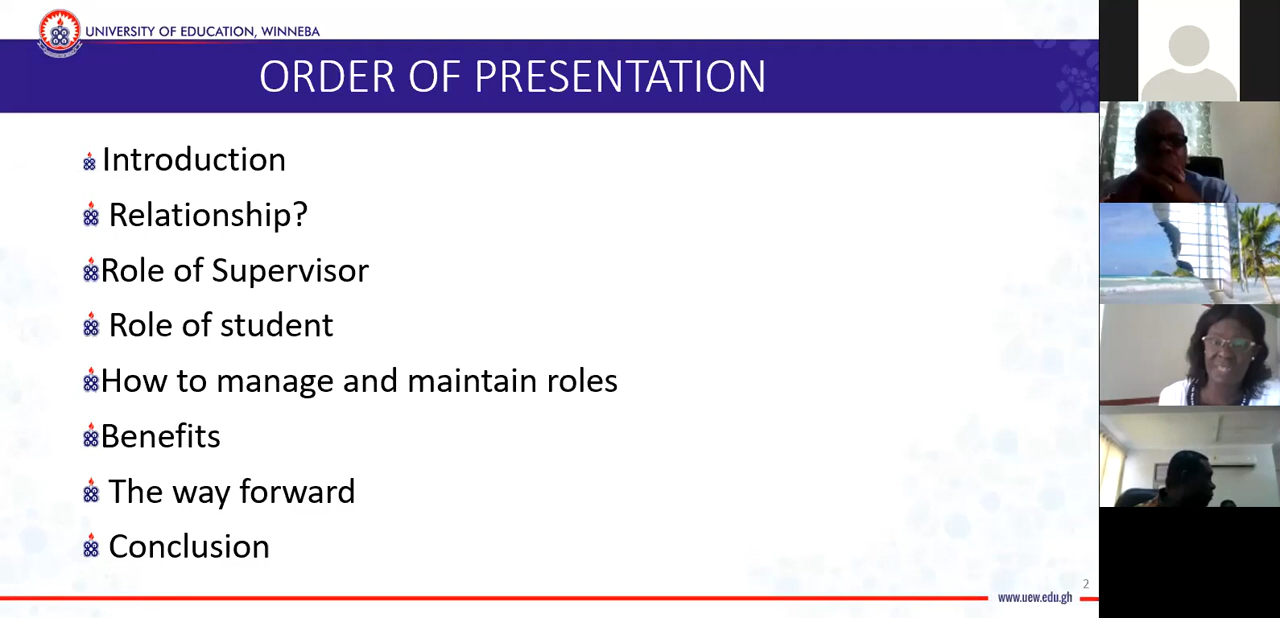 UNIVERSITY OF EDUCATION, WINNEBA
ORDER OF PRESENTATION
Introduction
Relationship?
Role of Supervisor
Role of student
How to manage and maintain roles
Benefits
The way forward
Conclusion
2
www.uew.edu.gh